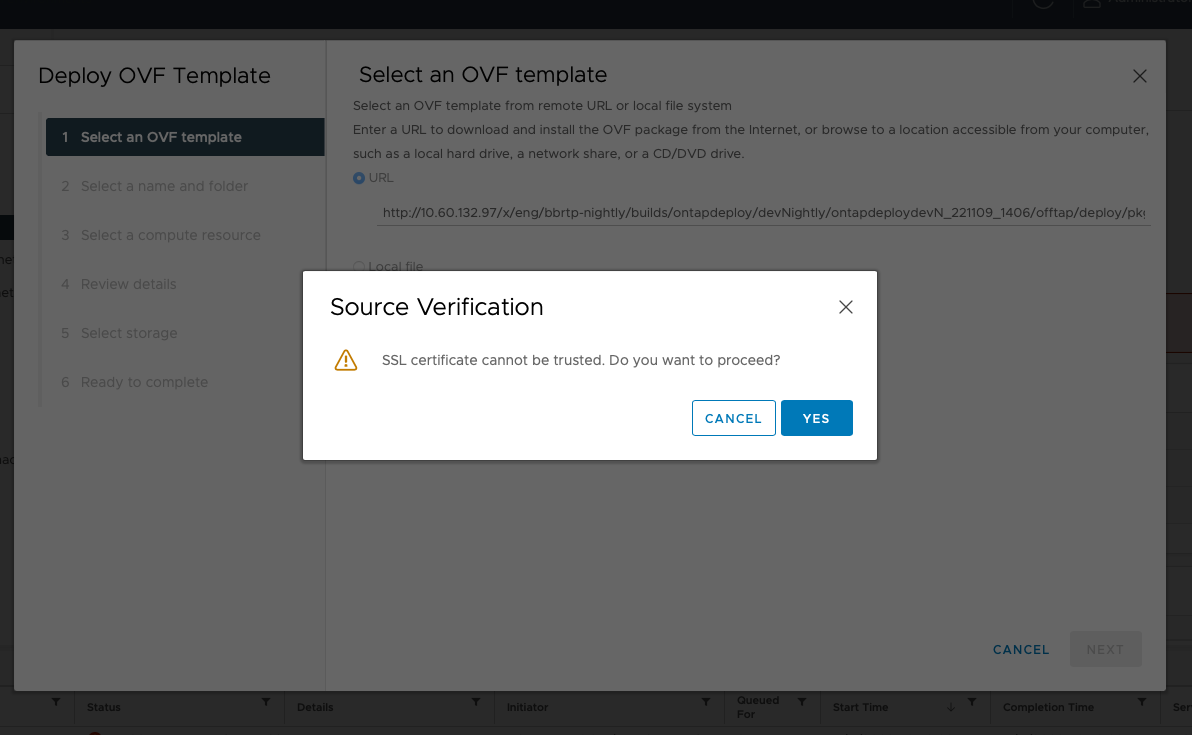 Deploy OVF Template
1 Select an OVF template
2 Select a name and folder
3 Select a compute resource
4 Review details
5 Select storage
6 Ready to complete
Select an OVF template
Select an OVF template from remote URL or local file system
Enter a URL to download and install the OVF package from the Internet, or browse to a location accessible from your computer,
such as a local hard drive, a network share, or a CD/DVD drive.
URL
http://10.60.132.97/x/eng/bbrtp-nightly/builds/ontapdeploy/devNightly/ontapdeploydevN_221109_1406/offtap/deploy/pkg
Local file
Source Verification
SSL certificate cannot be trusted. Do you want to proceed?
CANCEL
YES
CANCEL
NEXT
Status
Details
Initiator
Queued
For
Start Time
Completion Time
Ser